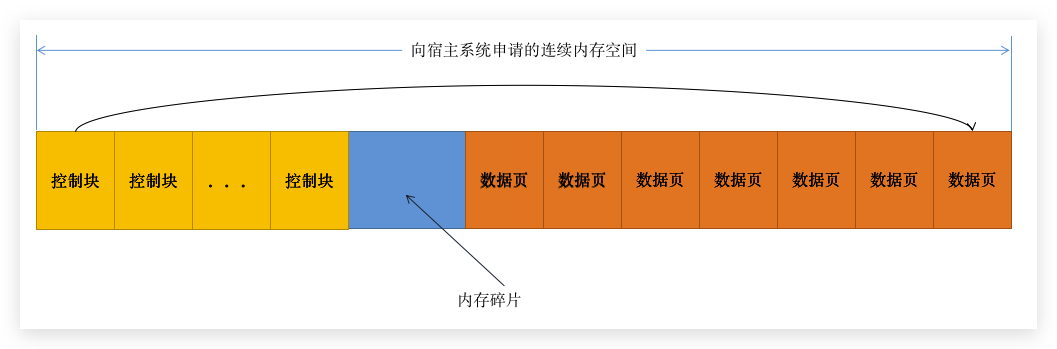 向宿主系统申请的连续内存空间
控制块 控制块 . . . 控制块 数据页 数据页 数据页 数据页 数据页 数据页 数据页
内存碎片